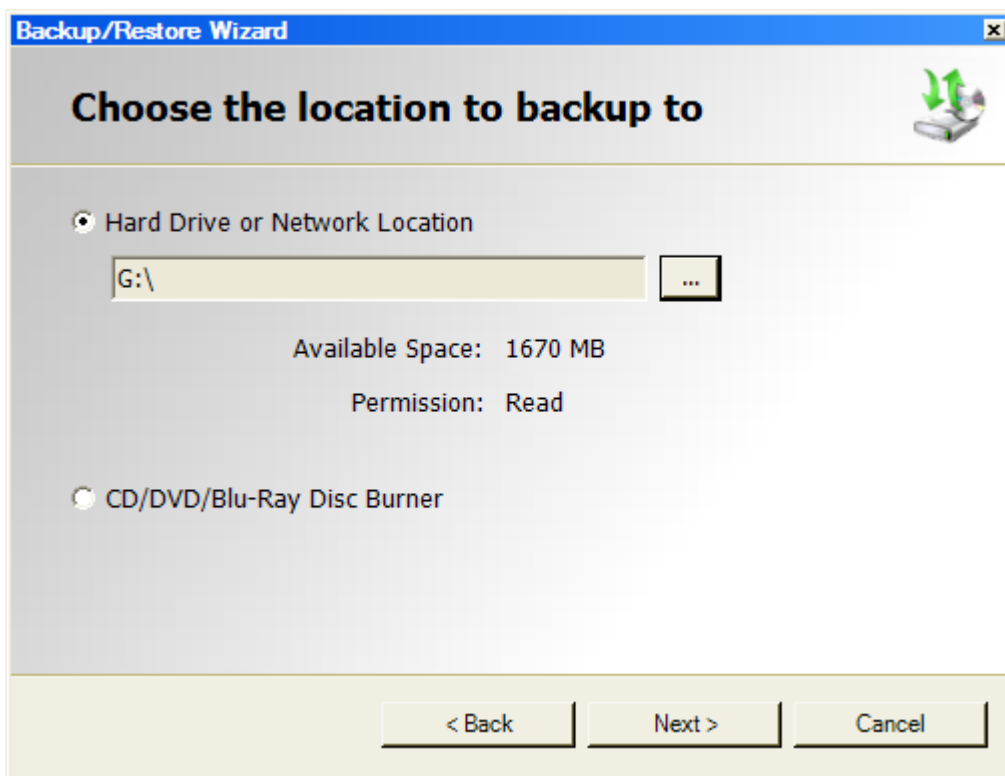 Backup/Restore Wizard
Choose the location to backup to
Hard Drive or Network Location
G:\
...
Available Space: 1670 MB
Permission: Read
CD/DVD/Blu-Ray Disc Burner
< Back Next > Cancel